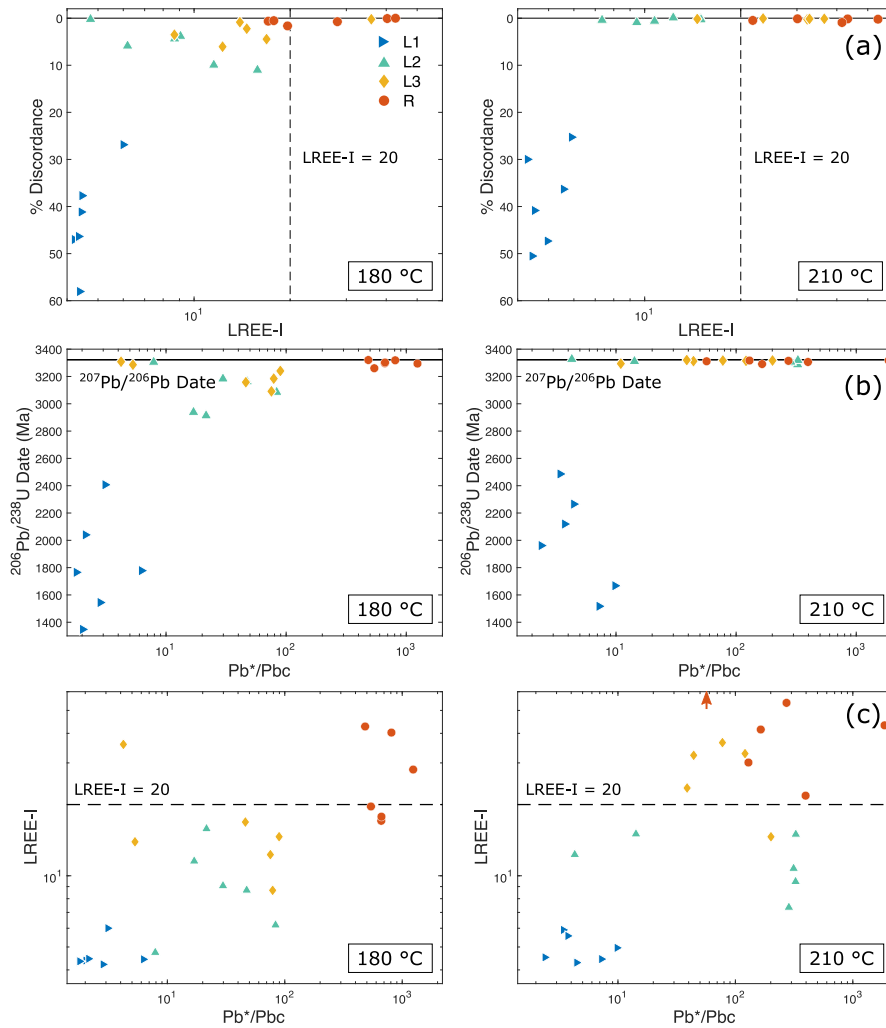 0
10
20
30
40
50
60
% Discordance
L1
L2
L3
R
LREE-I = 20
180 °C
10¹
LREE-I
0
10
20
30
40
50
60
% Discordance
(a)
LREE-I = 20
210 °C
10¹
LREE-I
3400
3200
3000
2800
2600
2400
2200
2000
1800
1600
1400
²⁰⁶Pb/²³⁸U Date (Ma)
²⁰⁷Pb/²⁰⁶Pb Date
180 °C
10¹
10²
10³
Pb*/Pbc
3400
3200
3000
2800
2600
2400
2200
2000
1800
1600
1400
²⁰⁶Pb/²³⁸U Date (Ma)
²⁰⁷Pb/²⁰⁶Pb Date
(b)
210 °C
10¹
10²
10³
Pb*/Pbc
LREE-I
10¹
LREE-I = 20
180 °C
10¹
10²
10³
Pb*/Pbc
LREE-I
10¹
(c)
LREE-I = 20
210 °C
10¹
10²
10³
Pb*/Pbc